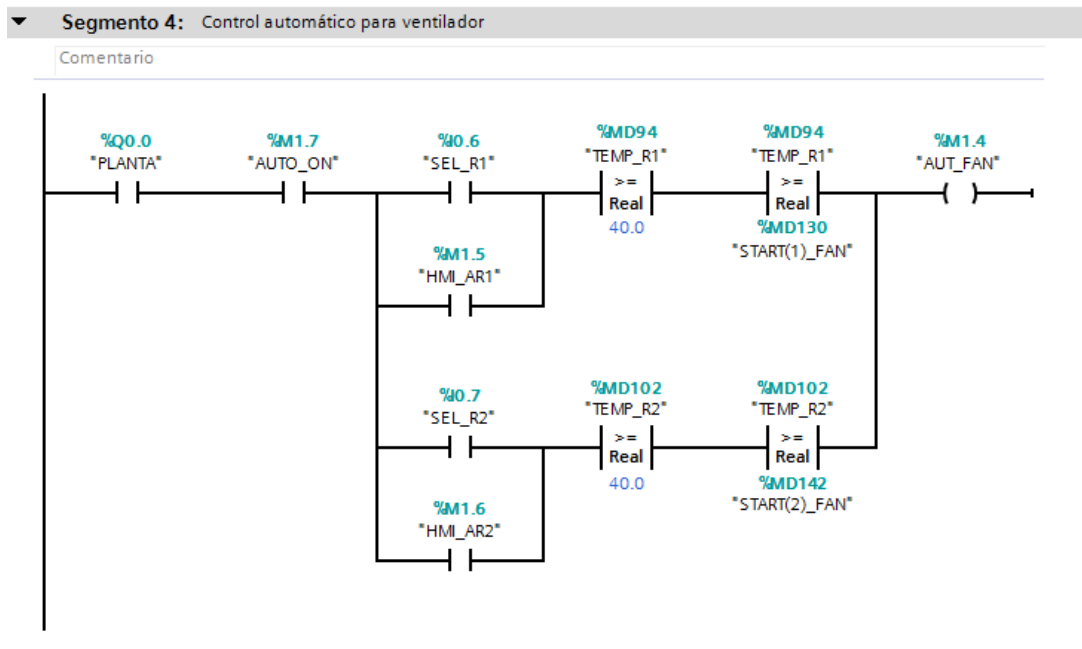 Segmento 4: Control automático para ventilador
Comentario
%Q0.0 %M1.7 %I0.6 %MD94 %MD94 %M1.4
"PLANTA" "AUTO_ON" "SEL_R1" "TEMP_R1" "TEMP_R1" "AUT_FAN"
>= >=
Real Real
40.0 %MD130
"START(1)_FAN"
%M1.5
"HMI_AR1"
%I0.7 %MD102 %MD102
"SEL_R2" "TEMP_R2" "TEMP_R2"
>= >=
Real Real
40.0 %MD142
"START(2)_FAN"
%M1.6
"HMI_AR2"